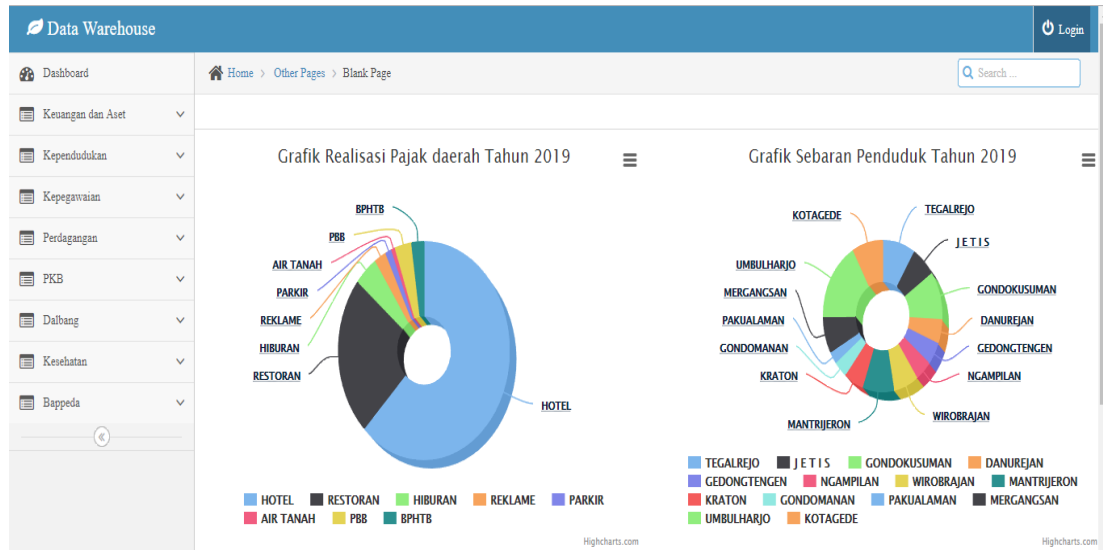 Data Warehouse
Login
Dashboard
Keuangan dan Aset
Kependudukan
Kepegawaian
Perdagangan
PKB
Dalbang
Kesehatan
Bappeda
Home > Other Pages > Blank Page
Search ...
Grafik Realisasi Pajak daerah Tahun 2019
BPHTB
PBB
AIR TANAH
PARKIR
REKLAME
HIBURAN
RESTORAN
HOTEL
HOTEL RESTORAN HIBURAN REKLAME PARKIR
AIR TANAH PBB BPHTB
Highcharts.com
Grafik Sebaran Penduduk Tahun 2019
KOTAGEDE
TEGALREJO
J E T I S
UMBULHARJO
GONDOKUSUMAN
MERGANGSAN
PAKUALAMAN
DANUREJAN
GONDOMANAN
GEDONGTENGEN
KRATON
NGAMPILAN
MANTRIJERON
WIROBRAJAN
TEGALREJO J E T I S GONDOKUSUMAN DANUREJAN
GEDONGTENGEN NGAMPILAN WIROBRAJAN MANTRIJERON
KRATON GONDOMANAN PAKUALAMAN MERGANGSAN
UMBULHARJO KOTAGEDE
Highcharts.com